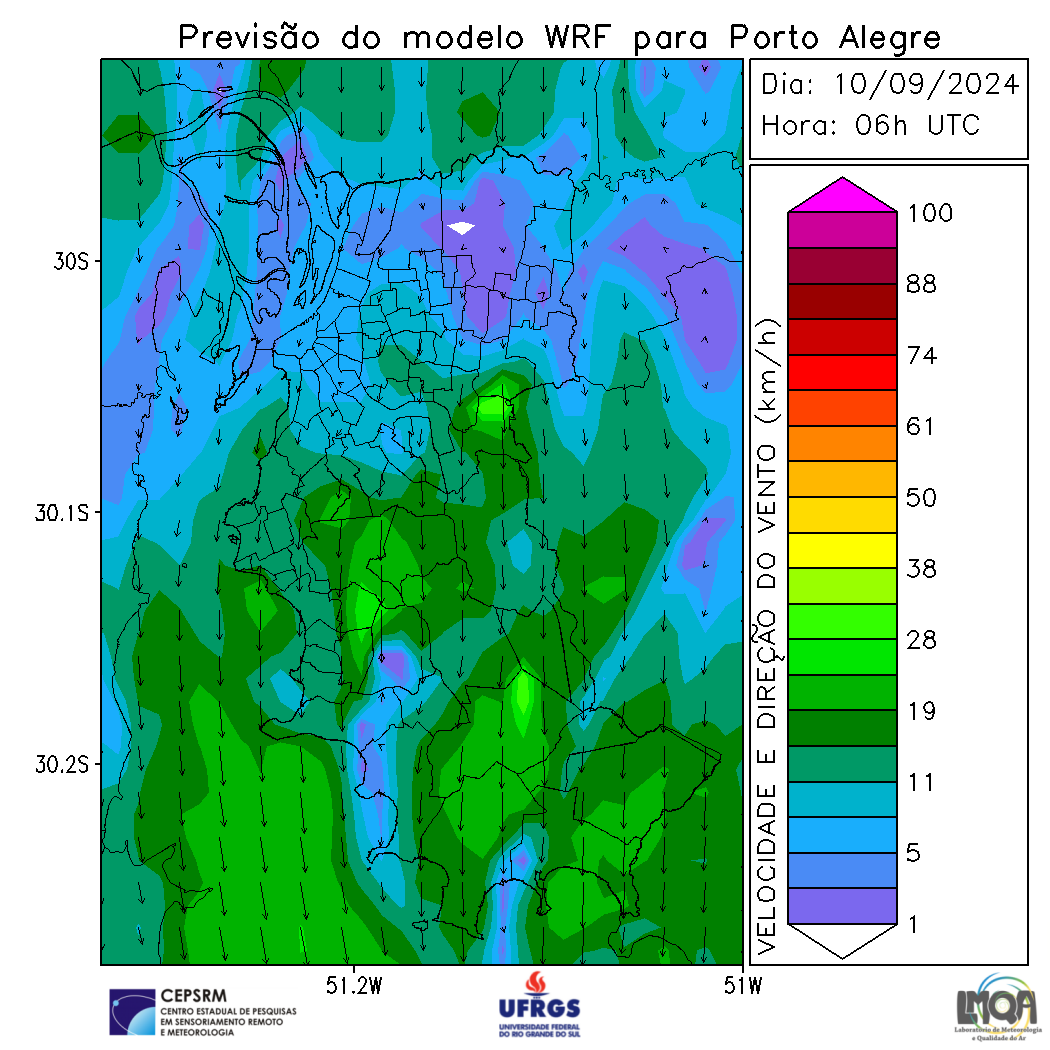 Previsão do modelo WRF para Porto Alegre
Dia: 10/09/2024
Hora: 06h UTC
30S
30.1S
30.2S
51.2W
51W
VELOCIDADE E DIREÇÃO DO VENTO (km/h)
100
88
74
61
50
38
28
19
11
5
1
CEPSRM
CENTRO ESTADUAL DE PESQUISAS
EM SENSORIAMENTO REMOTO
E METEOROLOGIA
UFRGS
UNIVERSIDADE FEDERAL
DO RIO GRANDE DO SUL
LMQA
Laboratório de Meteorologia
e Qualidade do Ar